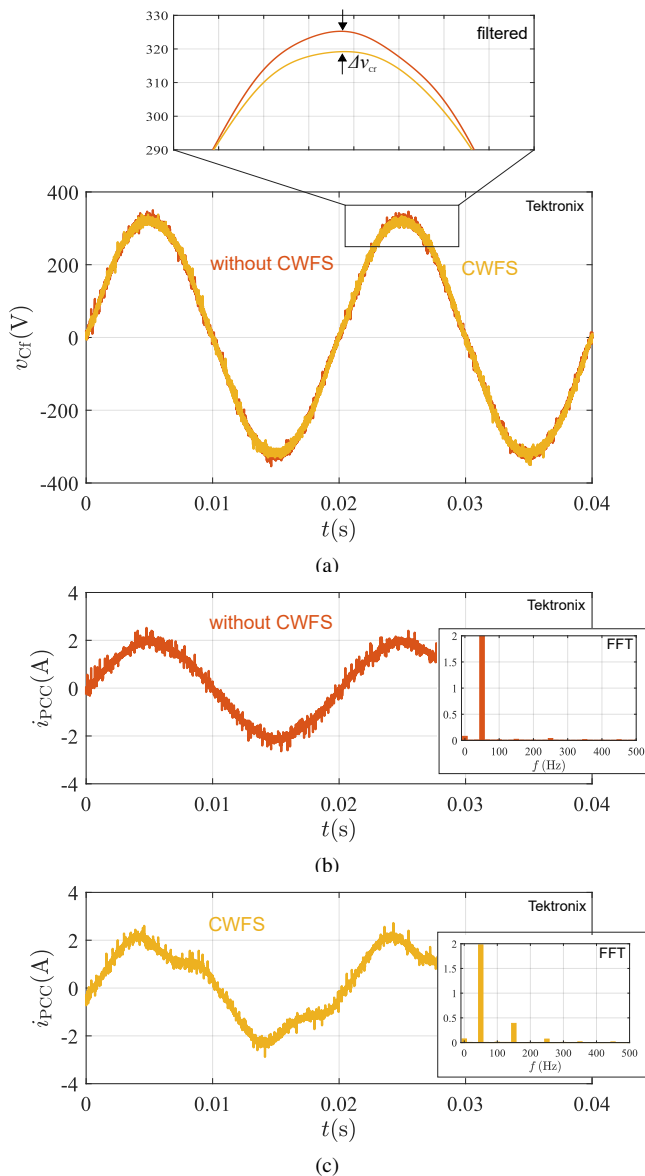 330
filtered
320
Δv_cr
310
300
290
400
Tektronix
without CWFS
CWFS
200
v_Cf(V)
0
-200
-400
0
0.01
0.02
0.03
0.04
t(s)
(a)
4
without CWFS
Tektronix
2
FFT
2
1.5
1
0.5
0
0 100 200 300 400 500
f (Hz)
i_PCC(A)
0
-2
-4
0
0.01
0.02
0.03
0.04
t(s)
(b)
4
CWFS
Tektronix
2
FFT
2
1.5
1
0.5
0
0 100 200 300 400 500
f (Hz)
i_PCC(A)
0
-2
-4
0
0.01
0.02
0.03
0.04
t(s)
(c)